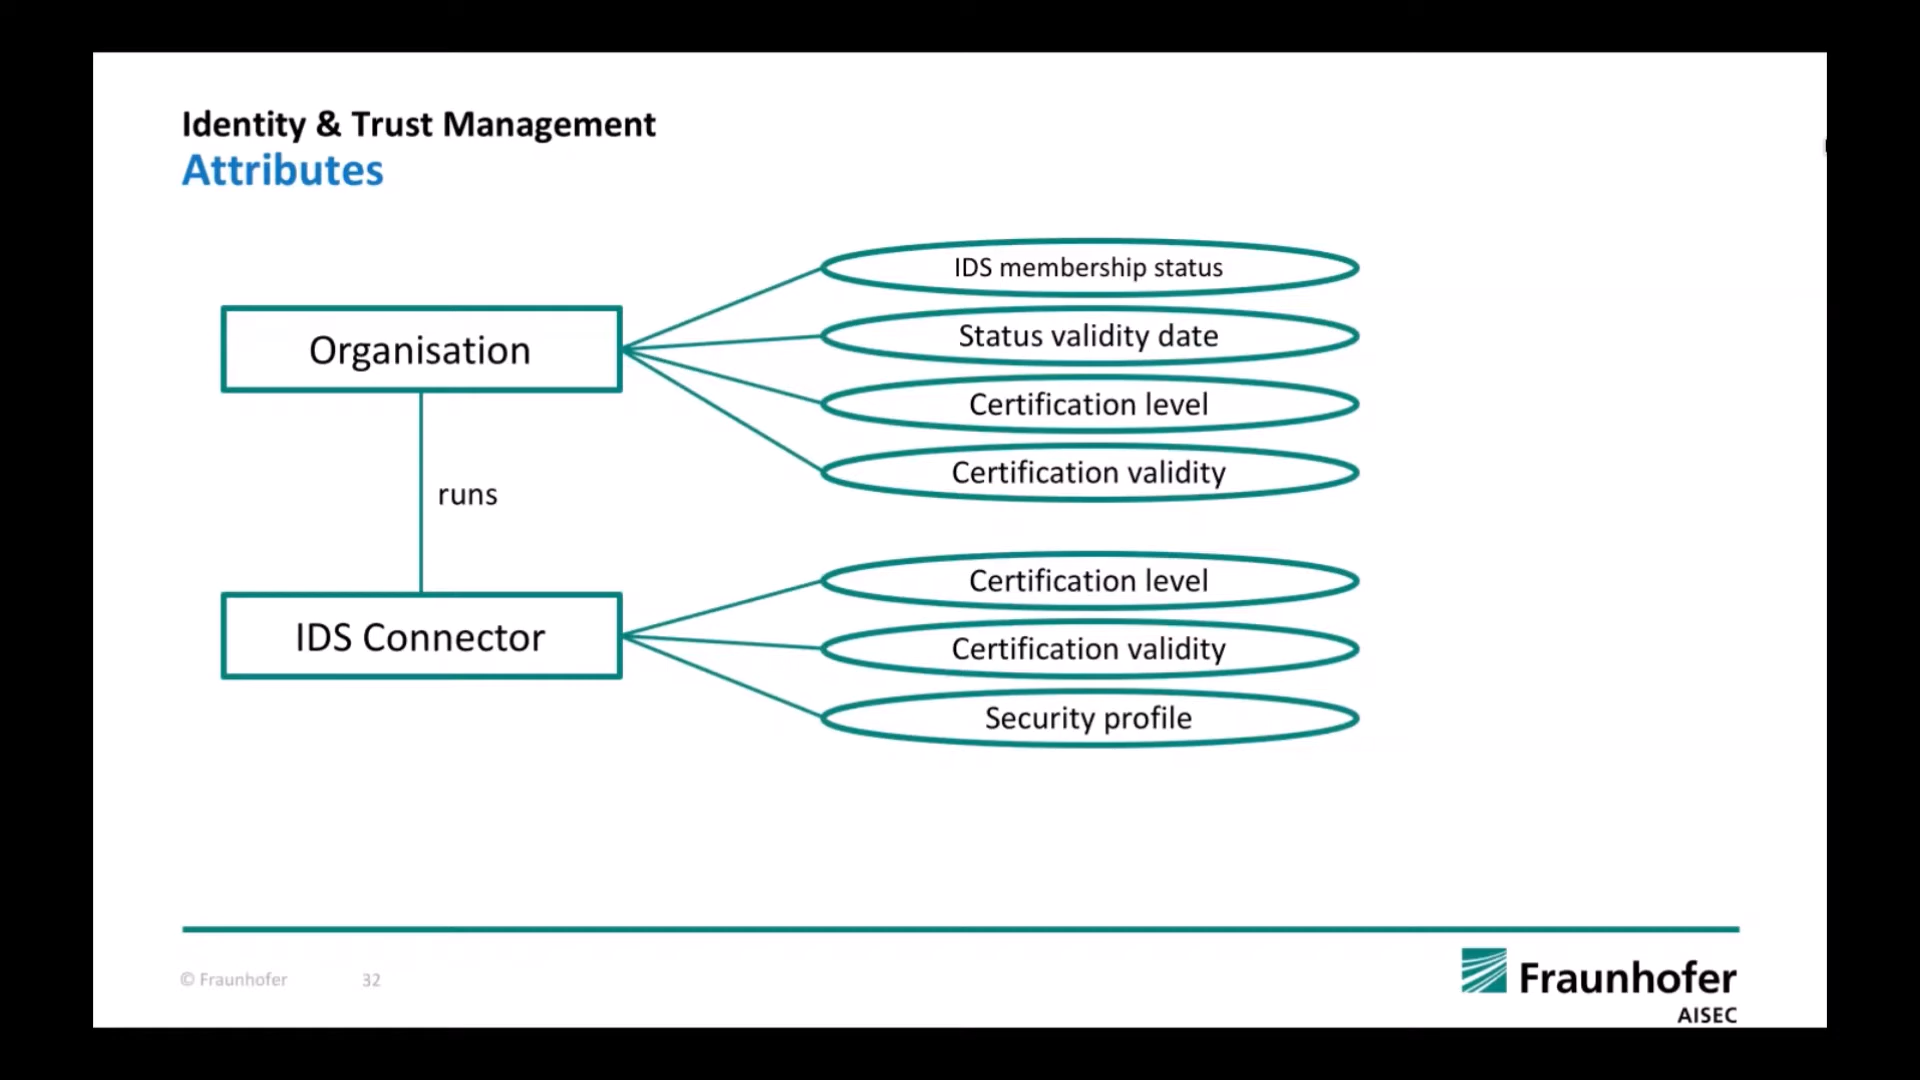 Identity & Trust Management
Attributes
IDS membership status
Status validity date
Organisation
Certification level
Certification validity
runs
Certification level
IDS Connector
Certification validity
Security profile
© Fraunhofer
32
Fraunhofer
AISEC